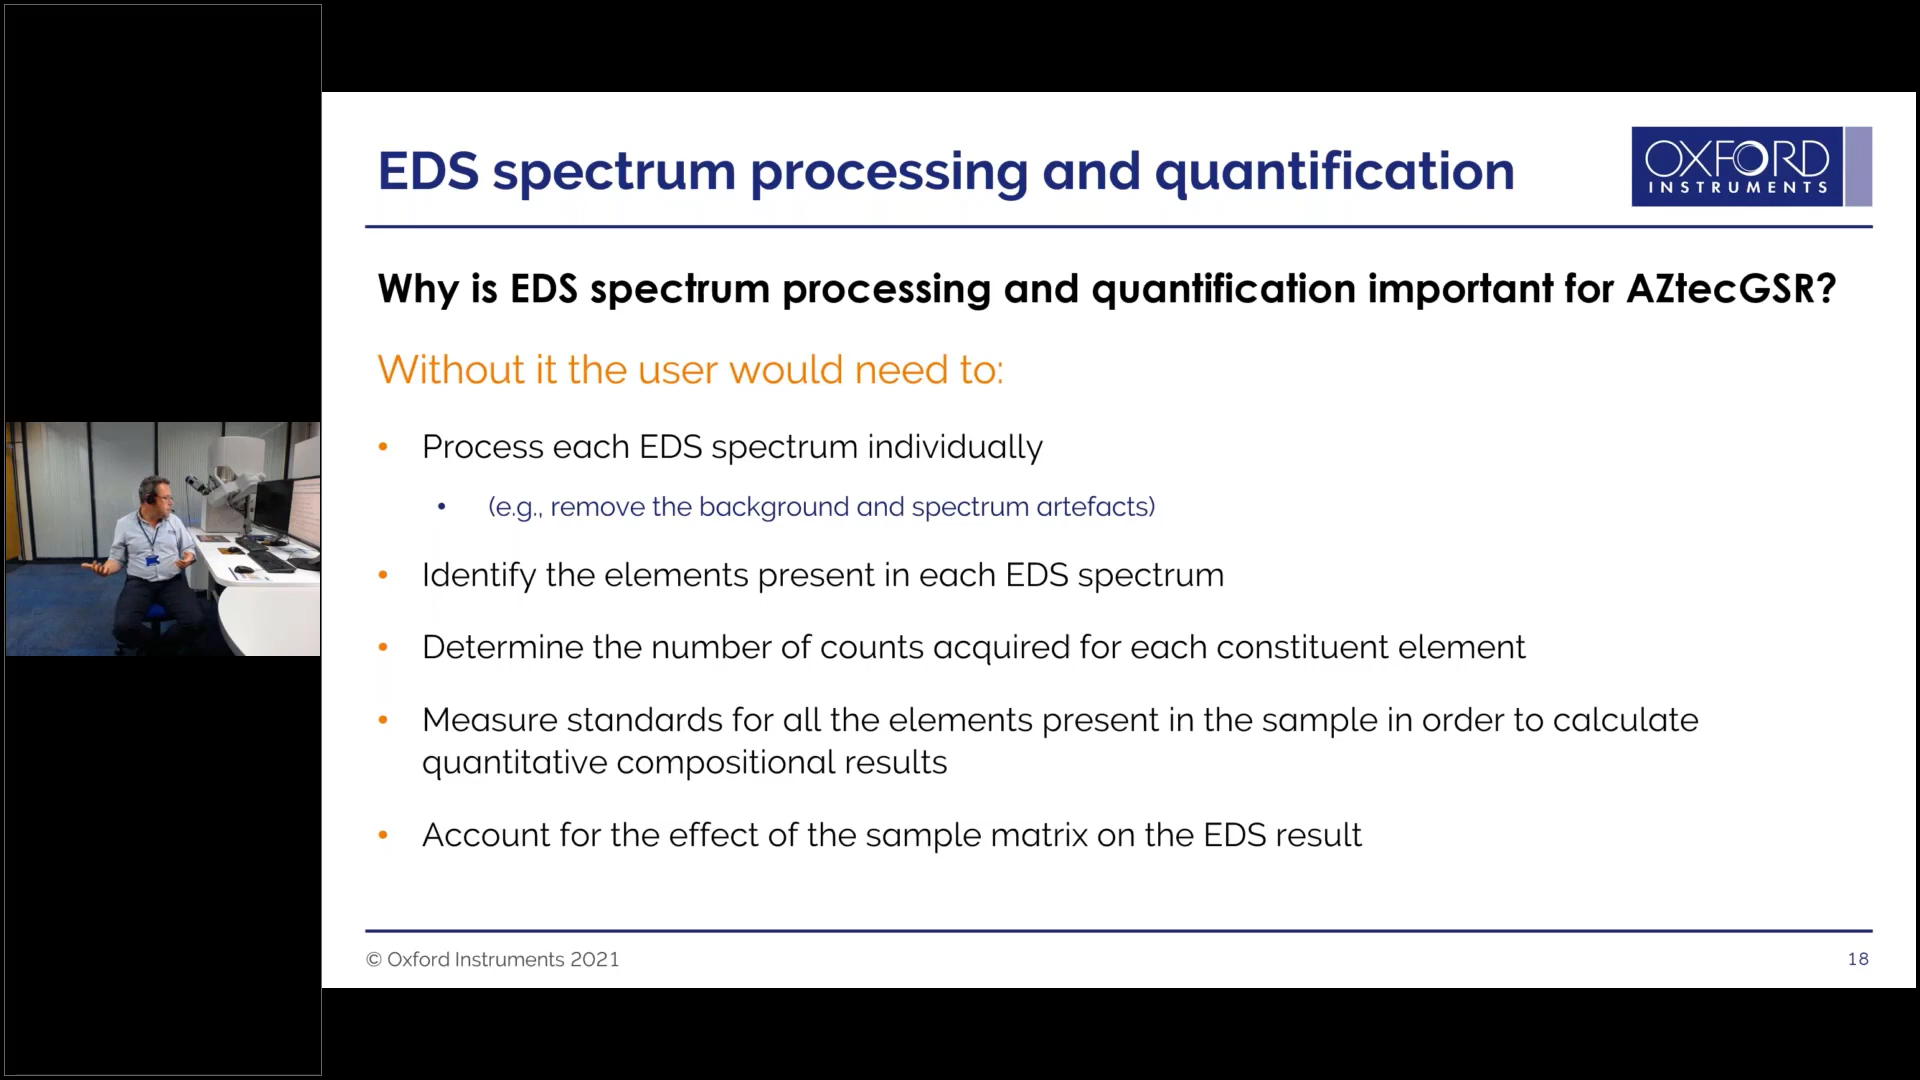 EDS spectrum processing and quantification
OXFORD
INSTRUMENTS
Why is EDS spectrum processing and quantification important for AZtecGSR?
Without it the user would need to:
• Process each EDS spectrum individually
• (e.g., remove the background and spectrum artefacts)
• Identify the elements present in each EDS spectrum
• Determine the number of counts acquired for each constituent element
• Measure standards for all the elements present in the sample in order to calculate
quantitative compositional results
• Account for the effect of the sample matrix on the EDS result
© Oxford Instruments 2021
18